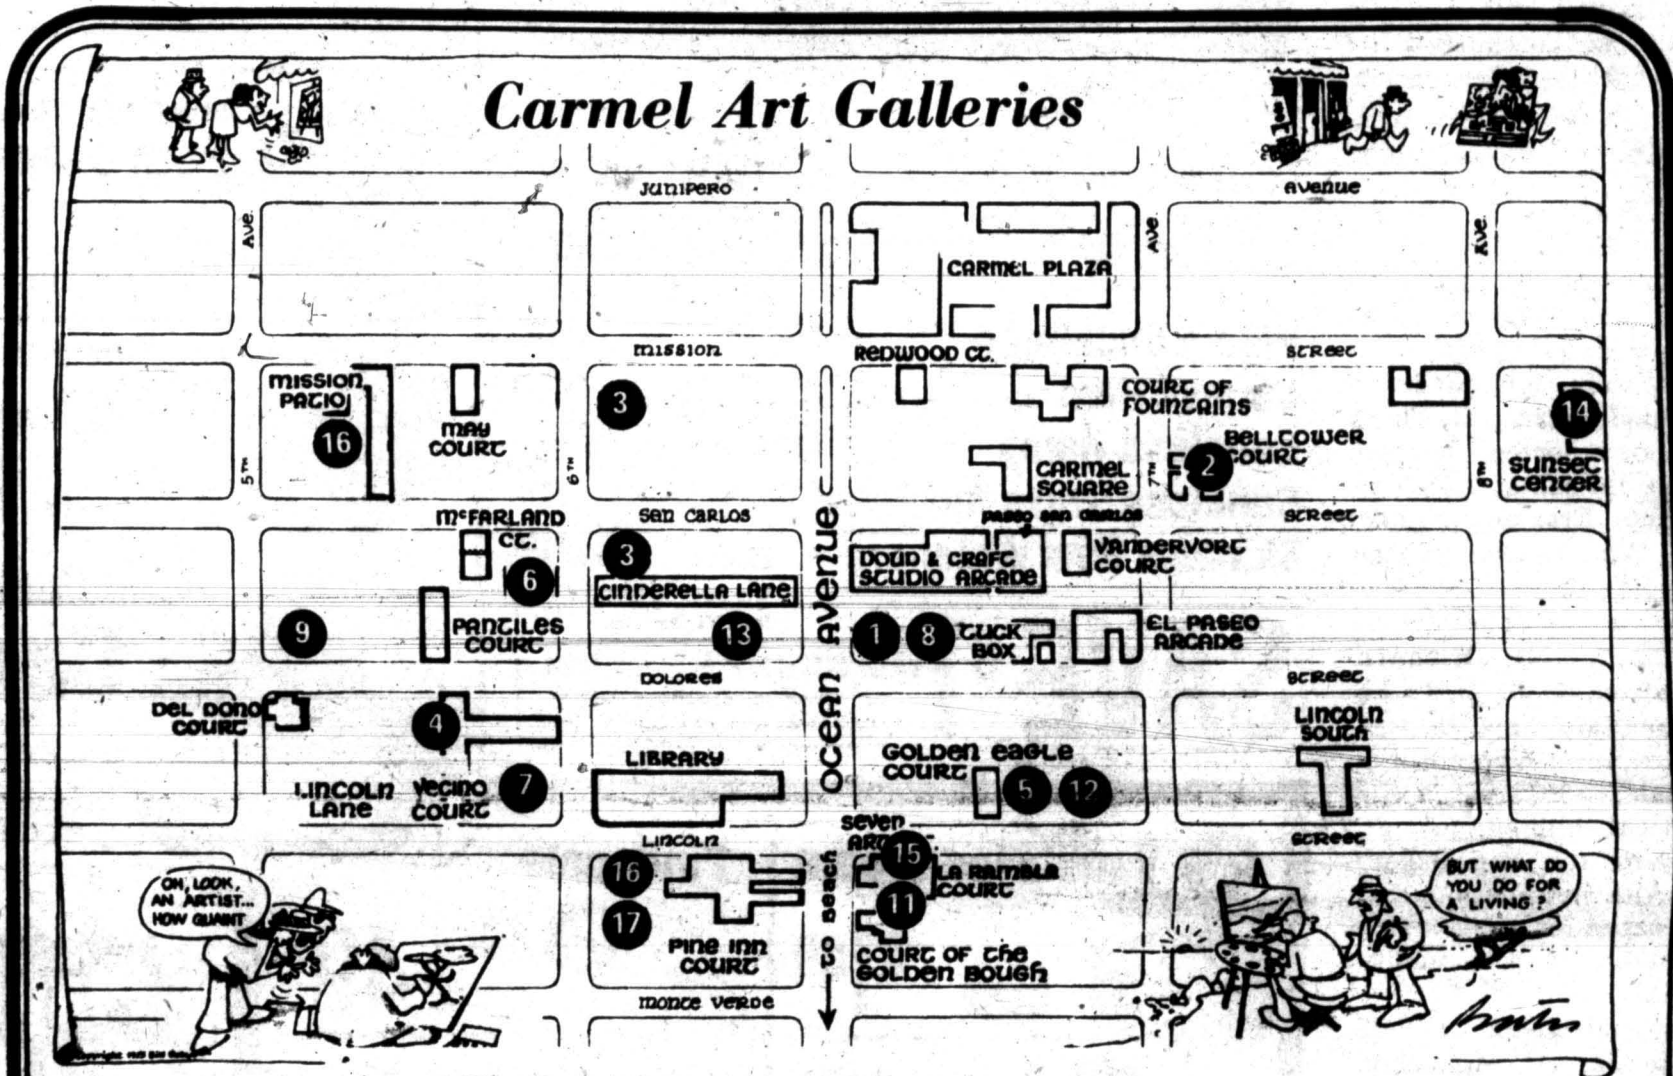 Carmel Art Galleries
JUNIPERO
AVENUE
AVE.
AVE.
AVE.
CARMEL PLAZA
MISSION
REDWOOD CT.
STREET
MISSION
PATIO
16
MAY
COURT
3
COURT OF
FOUNTAINS
14
BELLTOWER
COURT
2
CARMEL
SQUARE
SUNSET
CENTER
5TH
6TH
7TH
8TH
McFARLAND
CT.
SAN CARLOS
PASEO SAN CARLOS
STREET
3
6
CINDERELLA LANE
DOUD & CRAFT
STUDIO ARCADE
VANDERVORT
COURT
OCEAN AVENUE
9
PANTILES
COURT
13
1
8
TUCK
BOX
EL PASEO
ARCADE
DOLORES
STREET
DEL DONO
COURT
4
LINCOLN
SOUTH
LIBRARY
GOLDEN EAGLE
COURT
5
12
LINCOLN
LANE
VECINO
COURT
7
LINCOLN
SEVEN
15
STREET
16
LA RAMBLA
COURT
11
17
PINE INN
COURT
TO BEACH
COURT OF THE
GOLDEN BOUGH
MONTE VERDE
OH, LOOK,
AN ARTIST...
HOW QUAINT
BUT WHAT DO
YOU DO FOR
A LIVING?
Bates